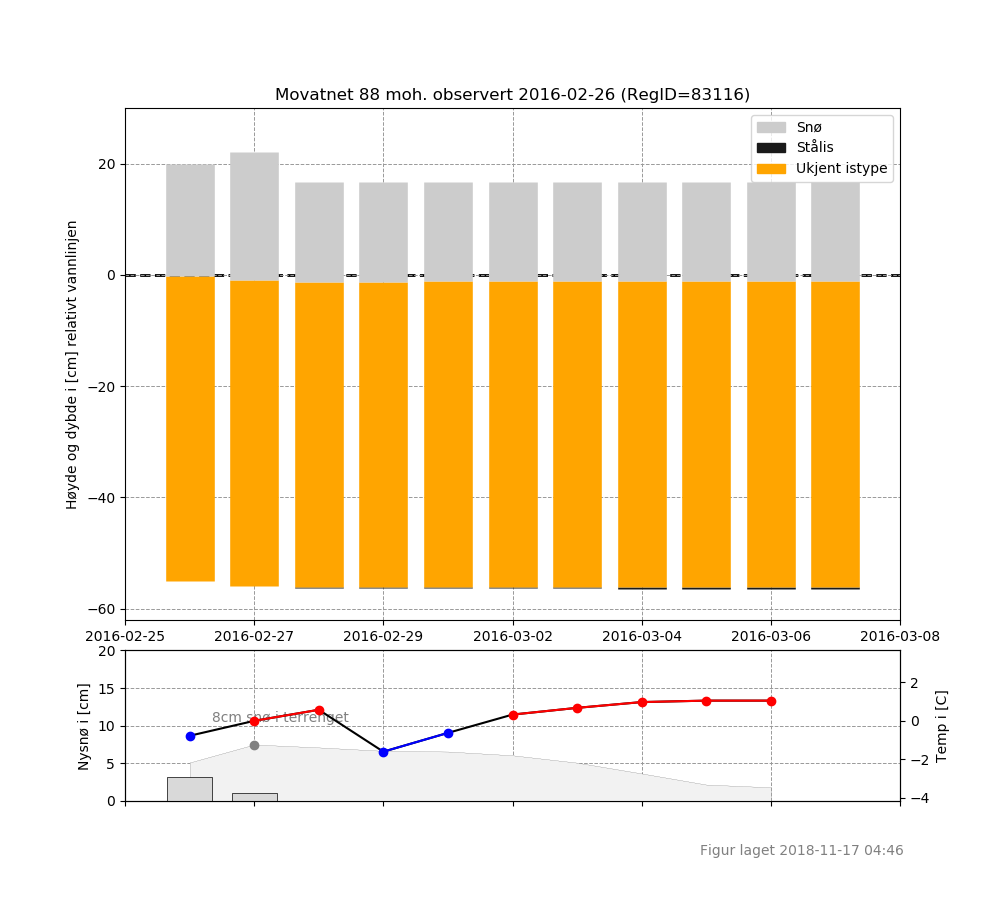 Movatnet 88 moh. observert 2016-02-26 (RegID=83116)
Snø
Stålis
Ukjent istype
Høyde og dybde i [cm] relativt vannlinjen
20
0
−20
−40
−60
2016-02-25 2016-02-27 2016-02-29 2016-03-02 2016-03-04 2016-03-06 2016-03-08
Nysnø i [cm]
20
15
10
5
0
8cm snø i terrenget
2
0
−2
−4
Temp i [C]
Figur laget 2018-11-17 04:46